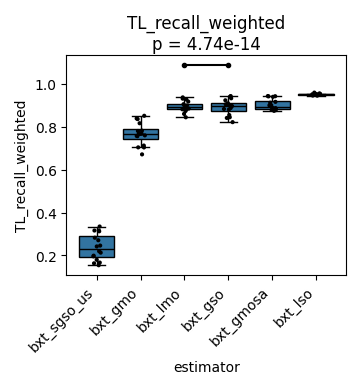 TL_recall_weighted
p = 4.74e-14
TL_recall_weighted
1.0
0.8
0.6
0.4
0.2
bxt_sgso_us
bxt_gmo
bxt_lmo
bxt_gso
bxt_gmosa
bxt_lso
estimator